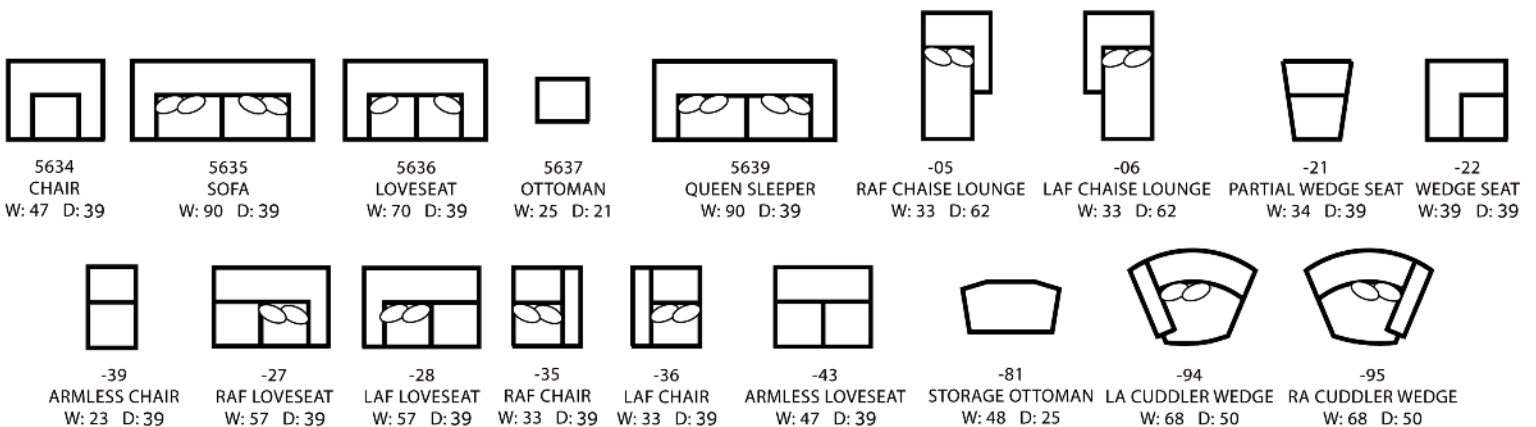 5634
CHAIR
W: 47 D: 39
5635
SOFA
W: 90 D: 39
5636
LOVESEAT
W: 70 D: 39
5637
OTTOMAN
W: 25 D: 21
5639
QUEEN SLEEPER
W: 90 D: 39
-05
RAF CHAISE LOUNGE
W: 33 D: 62
-06
LAF CHAISE LOUNGE
W: 33 D: 62
-21
PARTIAL WEDGE SEAT
W: 34 D: 39
-22
WEDGE SEAT
W:39 D: 39
-39
ARMLESS CHAIR
W: 23 D: 39
-27
RAF LOVESEAT
W: 57 D: 39
-28
LAF LOVESEAT
W: 57 D: 39
-35
RAF CHAIR
W: 33 D: 39
-36
LAF CHAIR
W: 33 D: 39
-43
ARMLESS LOVESEAT
W: 47 D: 39
-81
STORAGE OTTOMAN
W: 48 D: 25
-94
LA CUDDLER WEDGE
W: 68 D: 50
-95
RA CUDDLER WEDGE
W: 68 D: 50